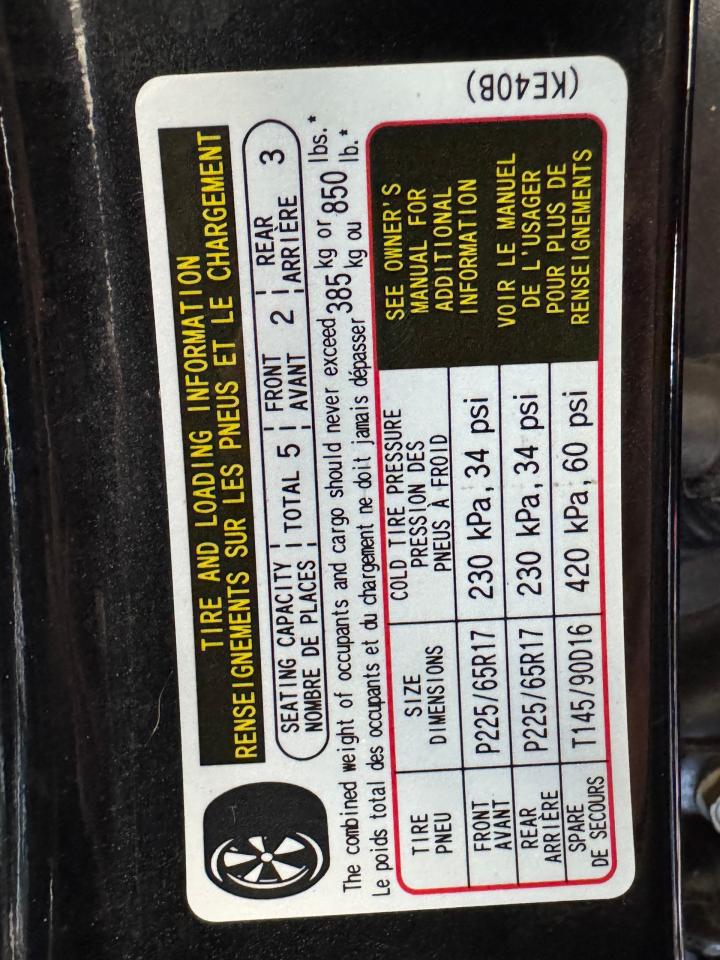 TIRE AND LOADING INFORMATION
RENSEIGNEMENTS SUR LES PNEUS ET LE CHARGEMENT
SEATING CAPACITY
NOMBRE DE PLACES
TOTAL 5
FRONT
AVANT
2
REAR
ARRIÈRE
3
The combined weight of occupants and cargo should never exceed 385 kg or 850 lbs.*
Le poids total des occupants et du chargement ne doit jamais dépasser 385 kg ou 850 lb.*
TIRE
PNEU
SIZE
DIMENSIONS
COLD TIRE PRESSURE
PRESSION DES
PNEUS À FROID
FRONT
AVANT
P225/65R17
230 kPa, 34 psi
REAR
ARRIÈRE
P225/65R17
230 kPa, 34 psi
SPARE
DE SECOURS
T145/90D16
420 kPa, 60 psi
SEE OWNER'S
MANUAL FOR
ADDITIONAL
INFORMATION
VOIR LE MANUEL
DE L'USAGER
POUR PLUS DE
RENSEIGNEMENTS
(KE40B)